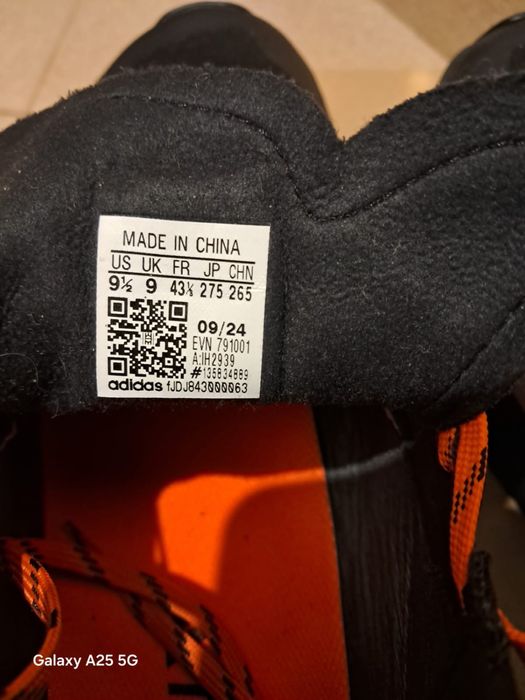 MADE IN CHINA
US UK FR JP CHN
9½ 9 43⅓ 275 265
09/24
EVN 791001
A:IH2939
#135834889
adidas fJDJ843000063
Galaxy A25 5G